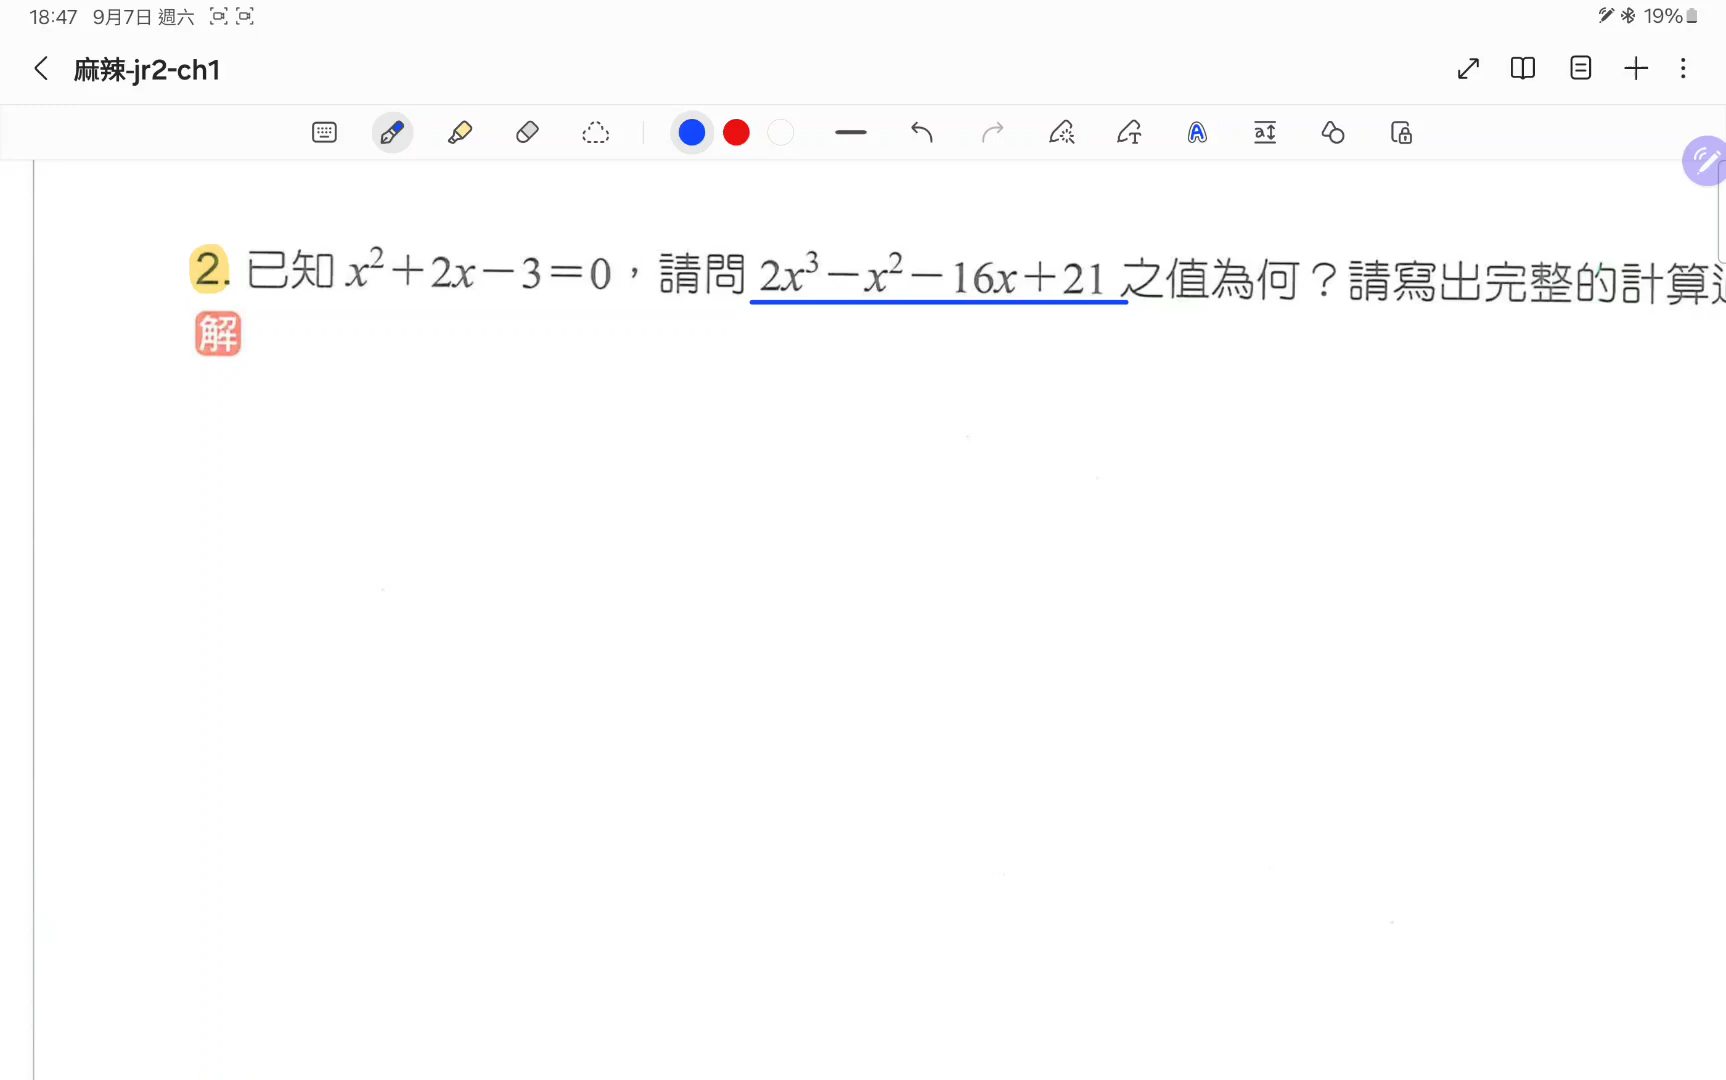 18:47 9月7日 週六 19%
麻辣-jr2-ch1
2. 已知 x²+2x−3=0，請問 2x³−x²−16x+21 之值為何？請寫出完整的計算
解